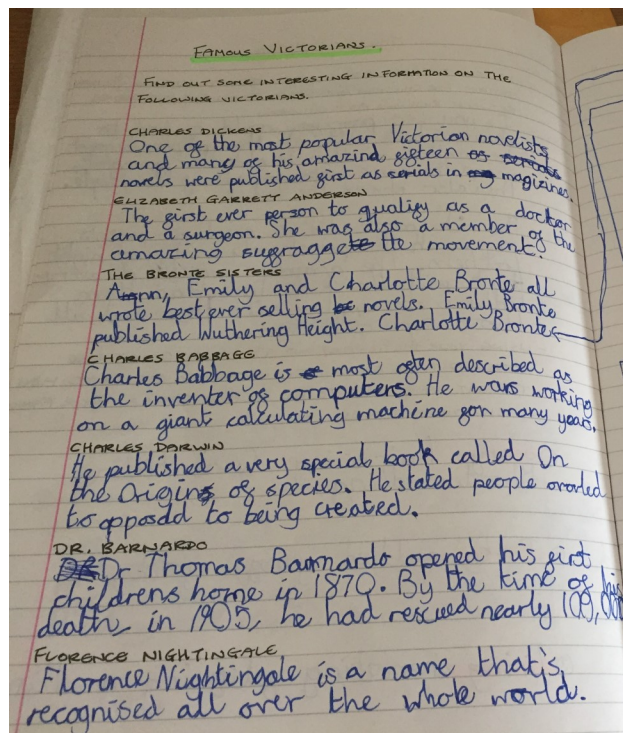 FAMOUS VICTORIANS.
FIND OUT SOME INTERESTING INFORMATION ON THE
FOLLOWING VICTORIANS.
CHARLES DICKENS
One of the most popular Victorian novelists
and many of his amazind fifteen
novels were published first as serials in magizines.
ELIZABETH GARRETT ANDERSON
The first ever person to qualify as a docter
and a surgeon. She was also a member of the
amazing suffragge tte movement.
THE BRONTE SISTERS
Ann, Emily and Charlotte Bronte all
wrote best ever selling novels. Emily Bronte
published Wuthering Height. Charlotte Bronte
CHARLES BABBAGE
Charles Babbage is most often described as
the inventer of computers. He was working
on a giant calculating machine for many years.
CHARLES DARWIN
He published a very special book called On
the Origin of species. He stated people
to opposdd to being created.
DR. BARNARDO
Dr Thomas Barnardo opened his firt
childrens home in 1870. By the time of his
death, in 1905, he had rescued nearly 100,000
FLORENCE NIGHTINGALE
Florence Nightingale is a name that's
recognised all over the whole world.